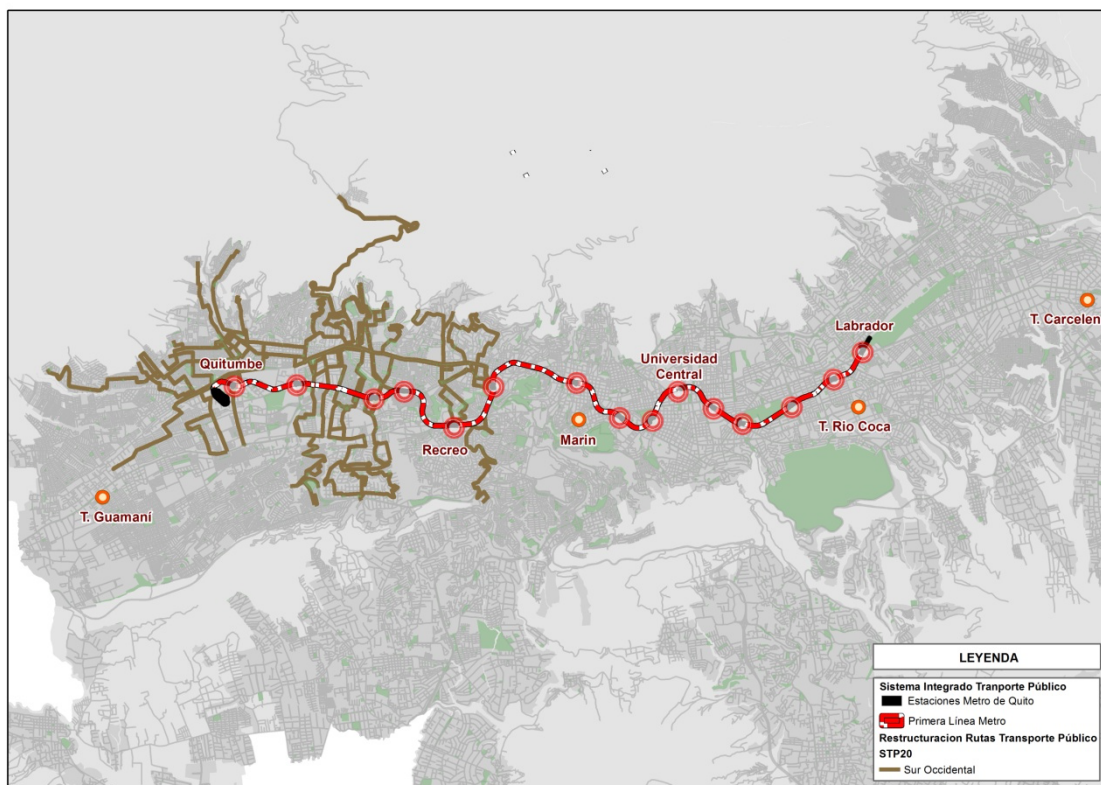 Labrador
T. Carcelen
Universidad
Central
Quitumbe
T. Rio Coca
Marin
Recreo
T. Guamaní
LEYENDA
Sistema Integrado Tranporte Público
Estaciones Metro de Quito
Primera Línea Metro
Restructuracion Rutas Transporte Público
STP20
Sur Occidental